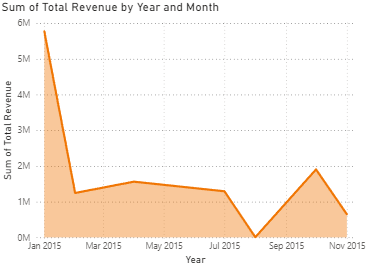 Sum of Total Revenue by Year and Month
6M
5M
4M
3M
2M
1M
0M
Sum of Total Revenue
Jan 2015 Mar 2015 May 2015 Jul 2015 Sep 2015 Nov 2015
Year